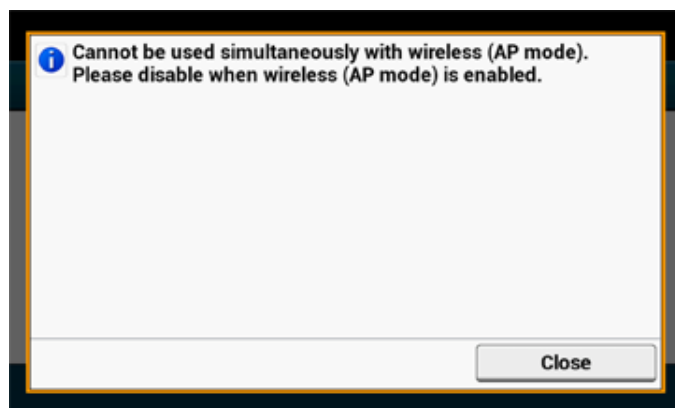 Cannot be used simultaneously with wireless (AP mode).
Please disable when wireless (AP mode) is enabled.
Close